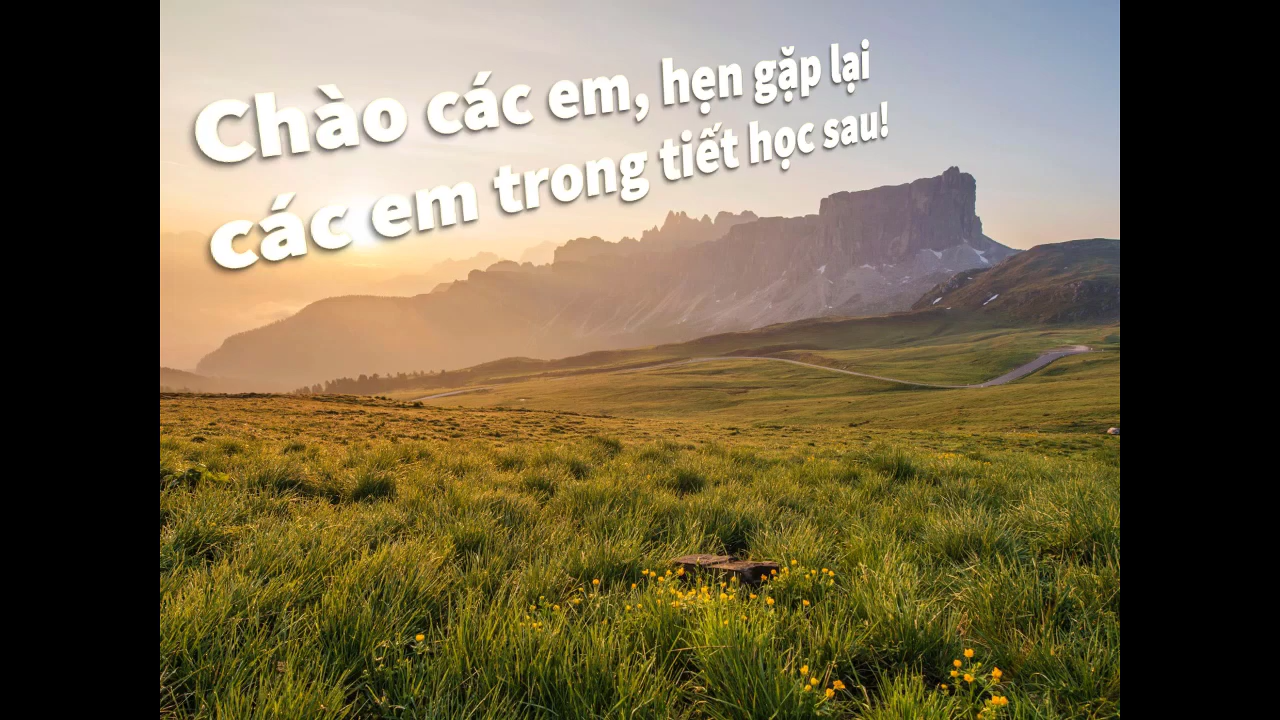 Chào các em, hẹn gặp lại
các em trong tiết học sau!